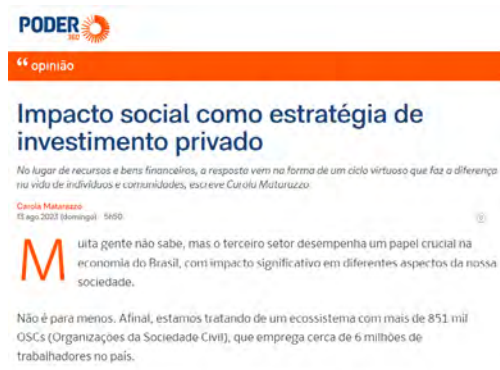 PODER
360
“ opinião
Impacto social como estratégia de
investimento privado
No lugar de recursos e bens financeiros, a resposta vem na forma de um ciclo virtuoso que faz a diferença
na vida de indivíduos e comunidades, escreve Carola Matarazzo
Carola Matarazzo
13.ago.2023 (domingo) - 5h50
Muita gente não sabe, mas o terceiro setor desempenha um papel crucial na
economia do Brasil, com impacto significativo em diferentes aspectos da nossa
sociedade.
Não é para menos. Afinal, estamos tratando de um ecossistema com mais de 851 mil
OSCs (Organizações da Sociedade Civil), que emprega cerca de 6 milhões de
trabalhadores no país.